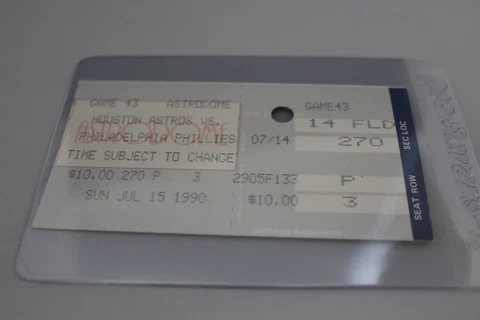 GAME 43 ASTRODOME
HOUSTON ASTROS VS.
ASTRODOME
PHILADELPHIA PHILLIES
TIME SUBJECT TO CHANGE
$10.00 270 P 3
SUN JUL 15 1990
GAME43
14 FLD
07/14 270
2905F133 P
$10.00 3
SEC LOC
SEAT ROW